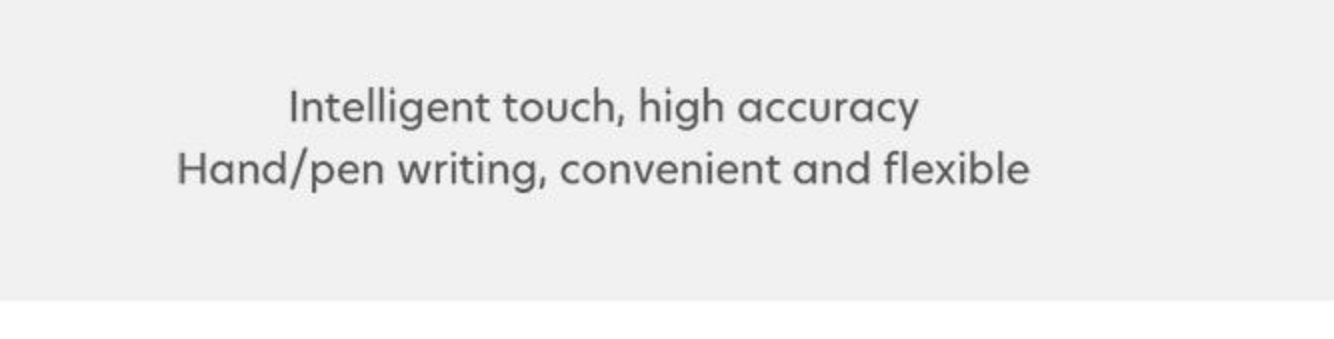 Intelligent touch, high accuracy
Hand/pen writing, convenient and flexible